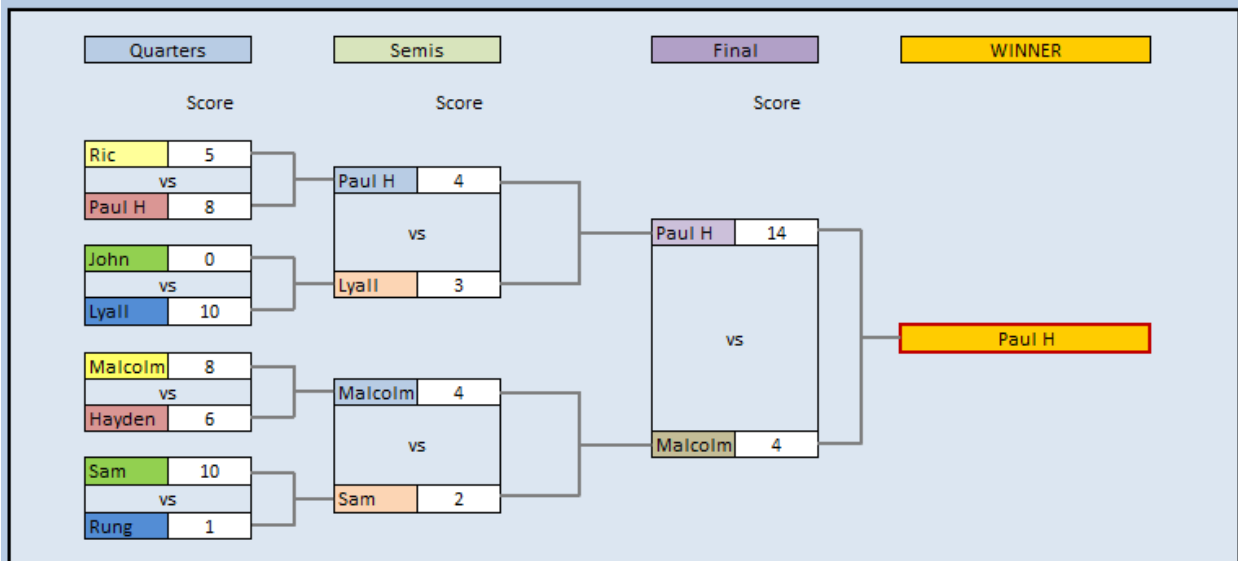 Quarters Semis Final WINNER
Score Score Score
Ric 5
vs
Paul H 8
John 0
vs
Lyall 10
Malcolm 8
vs
Hayden 6
Sam 10
vs
Rung 1
Paul H 4
vs
Lyall 3
Malcolm 4
vs
Sam 2
Paul H 14
vs
Malcolm 4
Paul H